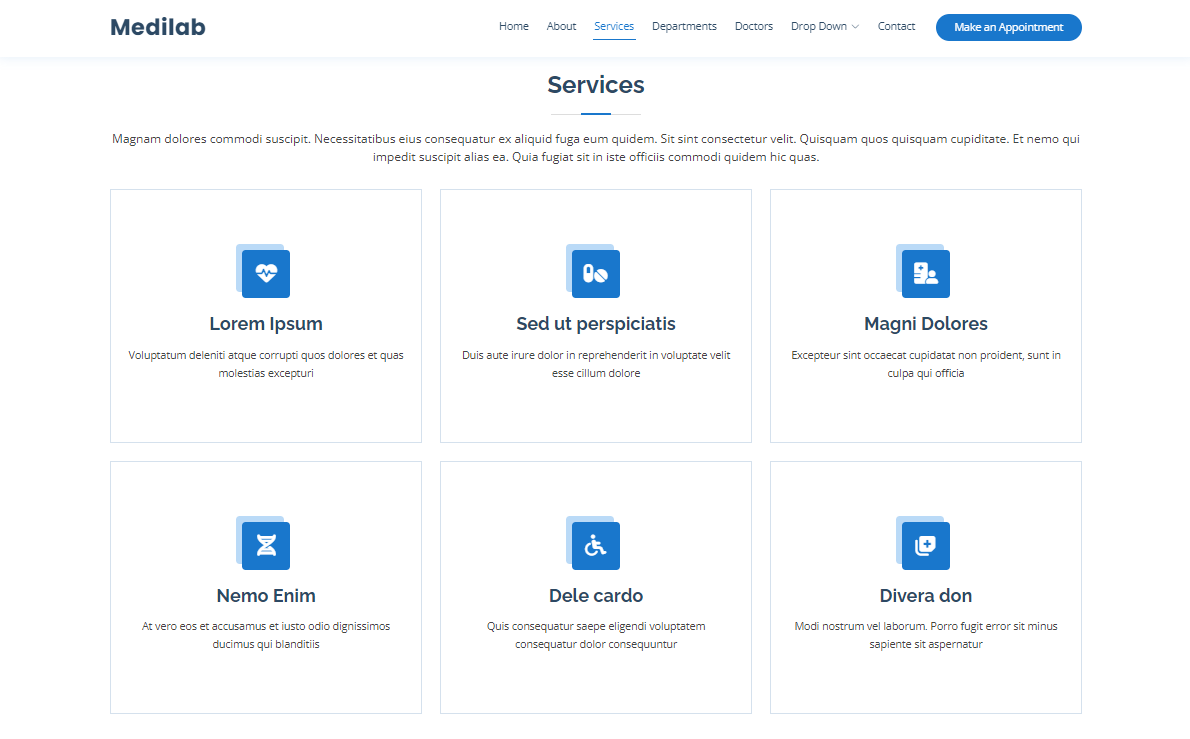 Medilab
Home About Services Departments Doctors Drop Down Contact Make an Appointment
Services
Magnam dolores commodi suscipit. Necessitatibus eius consequatur ex aliquid fuga eum quidem. Sit sint consectetur velit. Quisquam quos quisquam cupiditate. Et nemo qui
impedit suscipit alias ea. Quia fugiat sit in iste officiis commodi quidem hic quas.
Lorem Ipsum
Voluptatum deleniti atque corrupti quos dolores et quas
molestias excepturi
Sed ut perspiciatis
Duis aute irure dolor in reprehenderit in voluptate velit
esse cillum dolore
Magni Dolores
Excepteur sint occaecat cupidatat non proident, sunt in
culpa qui officia
Nemo Enim
At vero eos et accusamus et iusto odio dignissimos
ducimus qui blanditiis
Dele cardo
Quis consequatur saepe eligendi voluptatem
consequatur dolor consequuntur
Divera don
Modi nostrum vel laborum. Porro fugit error sit minus
sapiente sit aspernatur